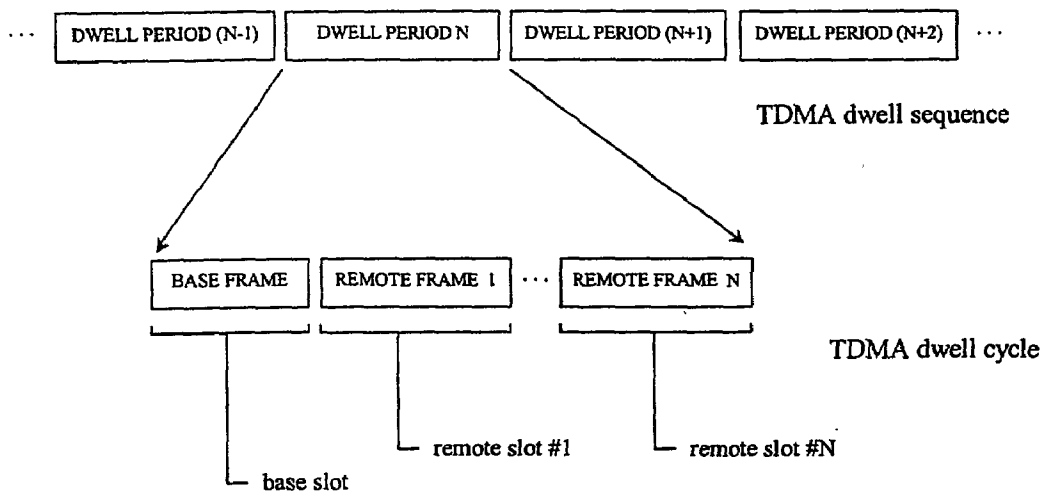 ... DWELL PERIOD (N-1) DWELL PERIOD N DWELL PERIOD (N+1) DWELL PERIOD (N+2) ...
TDMA dwell sequence
BASE FRAME REMOTE FRAME 1 ... REMOTE FRAME N
TDMA dwell cycle
remote slot #1 remote slot #N
base slot